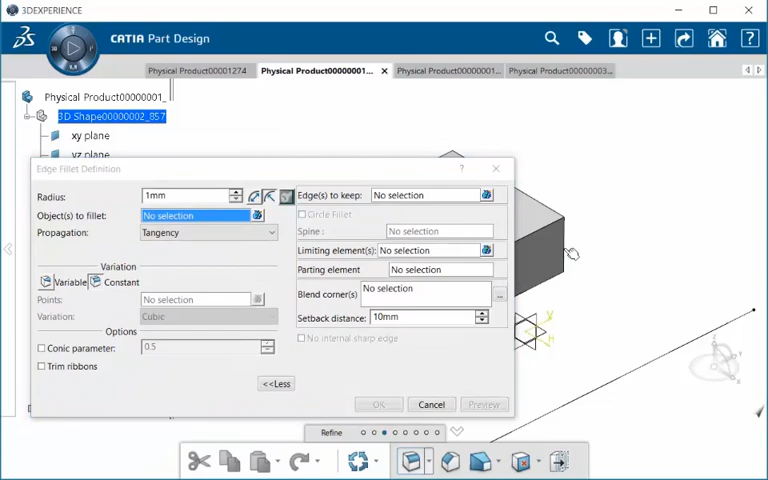 3DEXPERIENCE
CATIA Part Design
Physical Product00001274
Physical Product00000001...
Physical Product00000001...
Physical Product00000003...
Physical Product00000001_
3D Shape00000002_857
xy plane
yz plane
Edge Fillet Definition
Radius: 1mm
Edge(s) to keep: No selection
Object(s) to fillet: No selection
Circle Fillet
Propagation: Tangency
Spine : No selection
Limiting element(s): No selection
Variation
Parting element No selection
Variable Constant
Blend corner(s) No selection
Points: No selection
Variation: Cubic
Setback distance: 10mm
Options
No internal sharp edge
Conic parameter: 0.5
Trim ribbons
<<Less
OK Cancel Preview
Refine